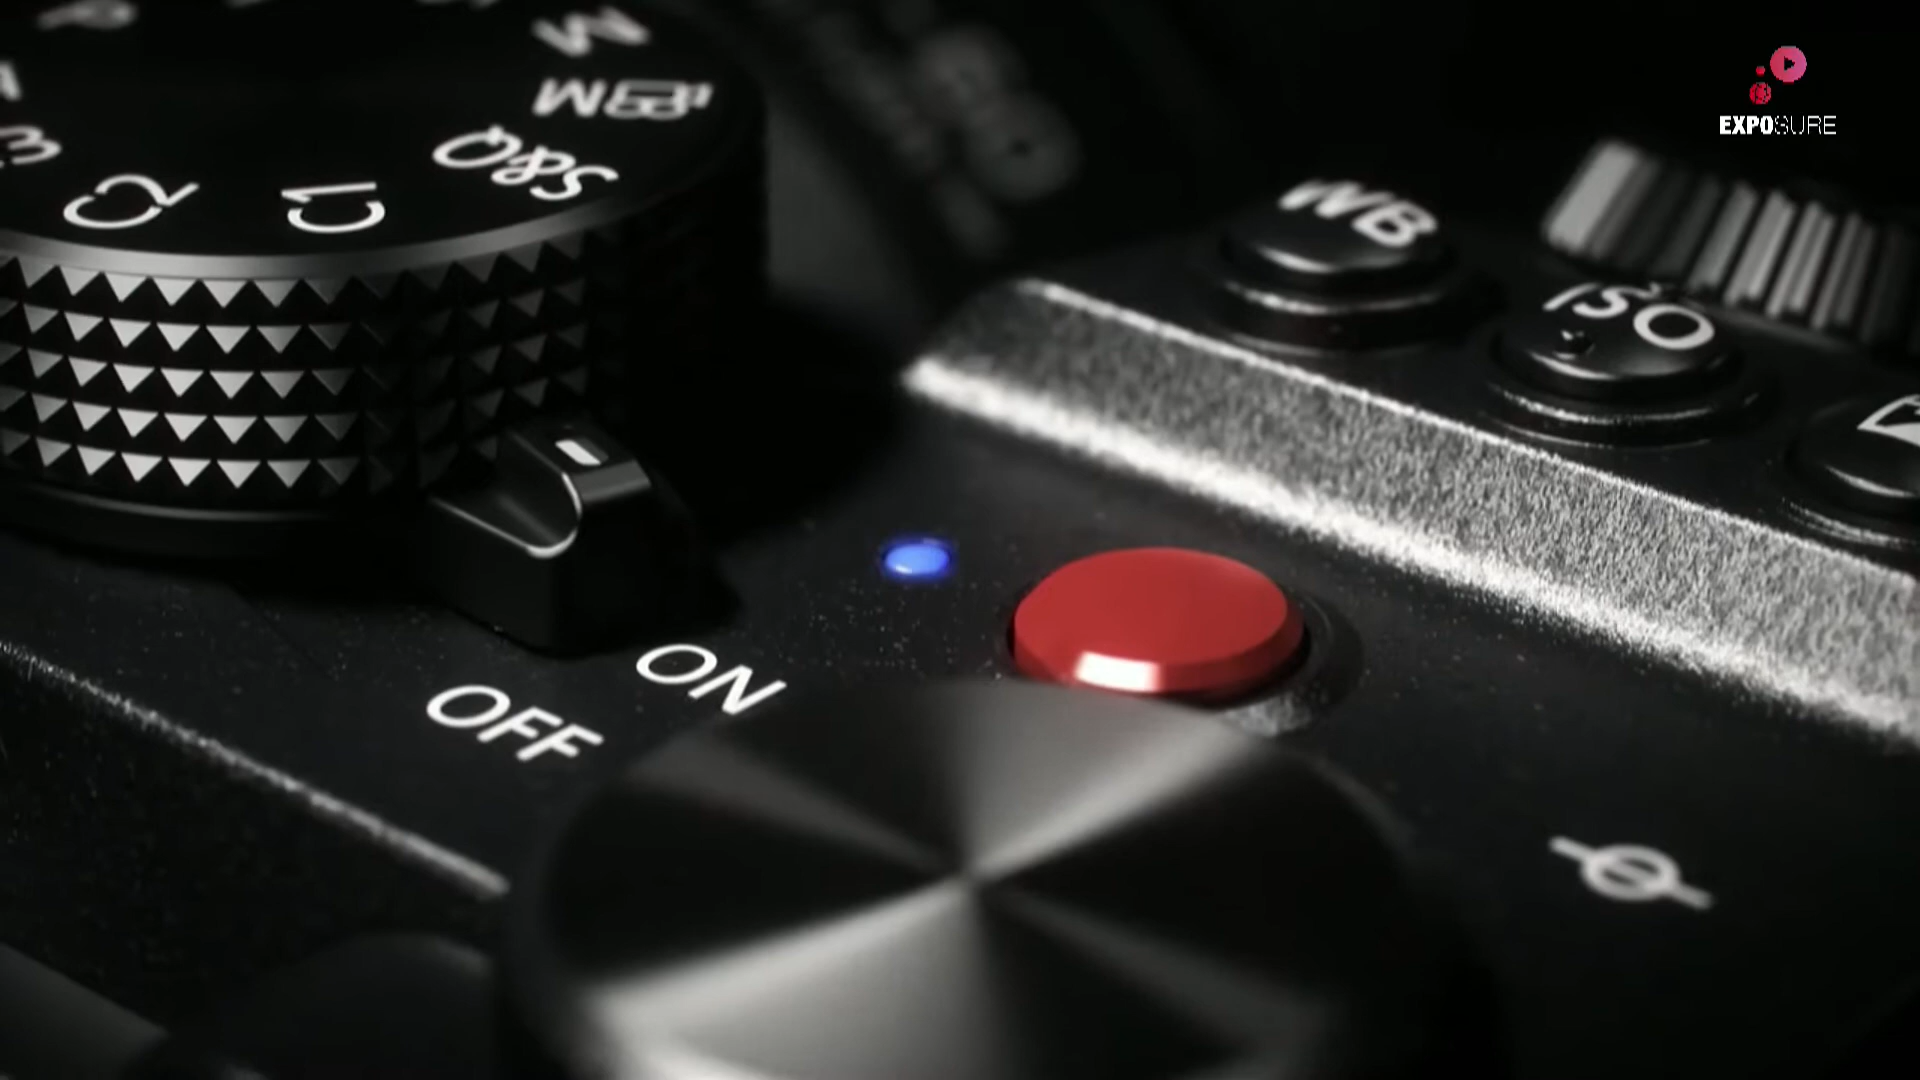 EXPOSURE
M
M
S&Q
C2
C1
WB
ISO
ON
OFF